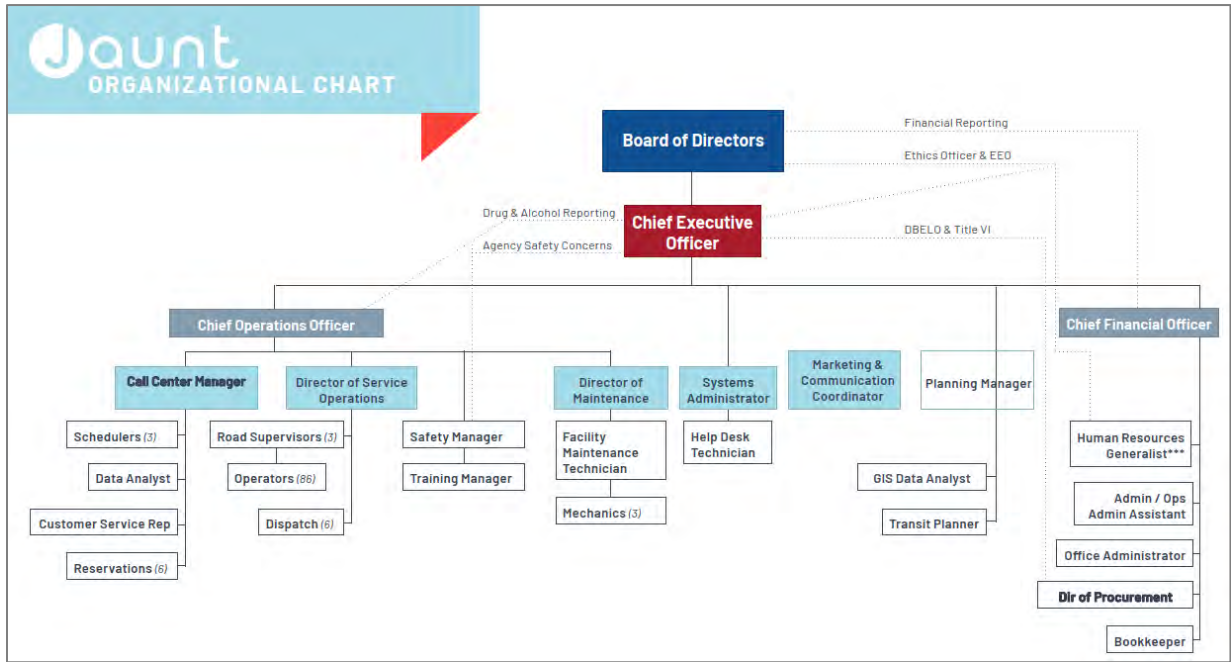 Jaunt
ORGANIZATIONAL CHART
Board of Directors
Financial Reporting
Ethics Officer & EEO
Chief Executive
Officer
Drug & Alcohol Reporting
Agency Safety Concerns
DBELO & Title VI
Chief Operations Officer
Chief Financial Officer
Call Center Manager
Director of Service
Operations
Director of
Maintenance
Systems
Administrator
Marketing &
Communication
Coordinator
Planning Manager
Schedulers (3)
Data Analyst
Customer Service Rep
Reservations (6)
Road Supervisors (3)
Operators (86)
Dispatch (6)
Safety Manager
Training Manager
Facility
Maintenance
Technician
Mechanics (3)
Help Desk
Technician
GIS Data Analyst
Transit Planner
Human Resources
Generalist***
Admin / Ops
Admin Assistant
Office Administrator
Dir of Procurement
Bookkeeper